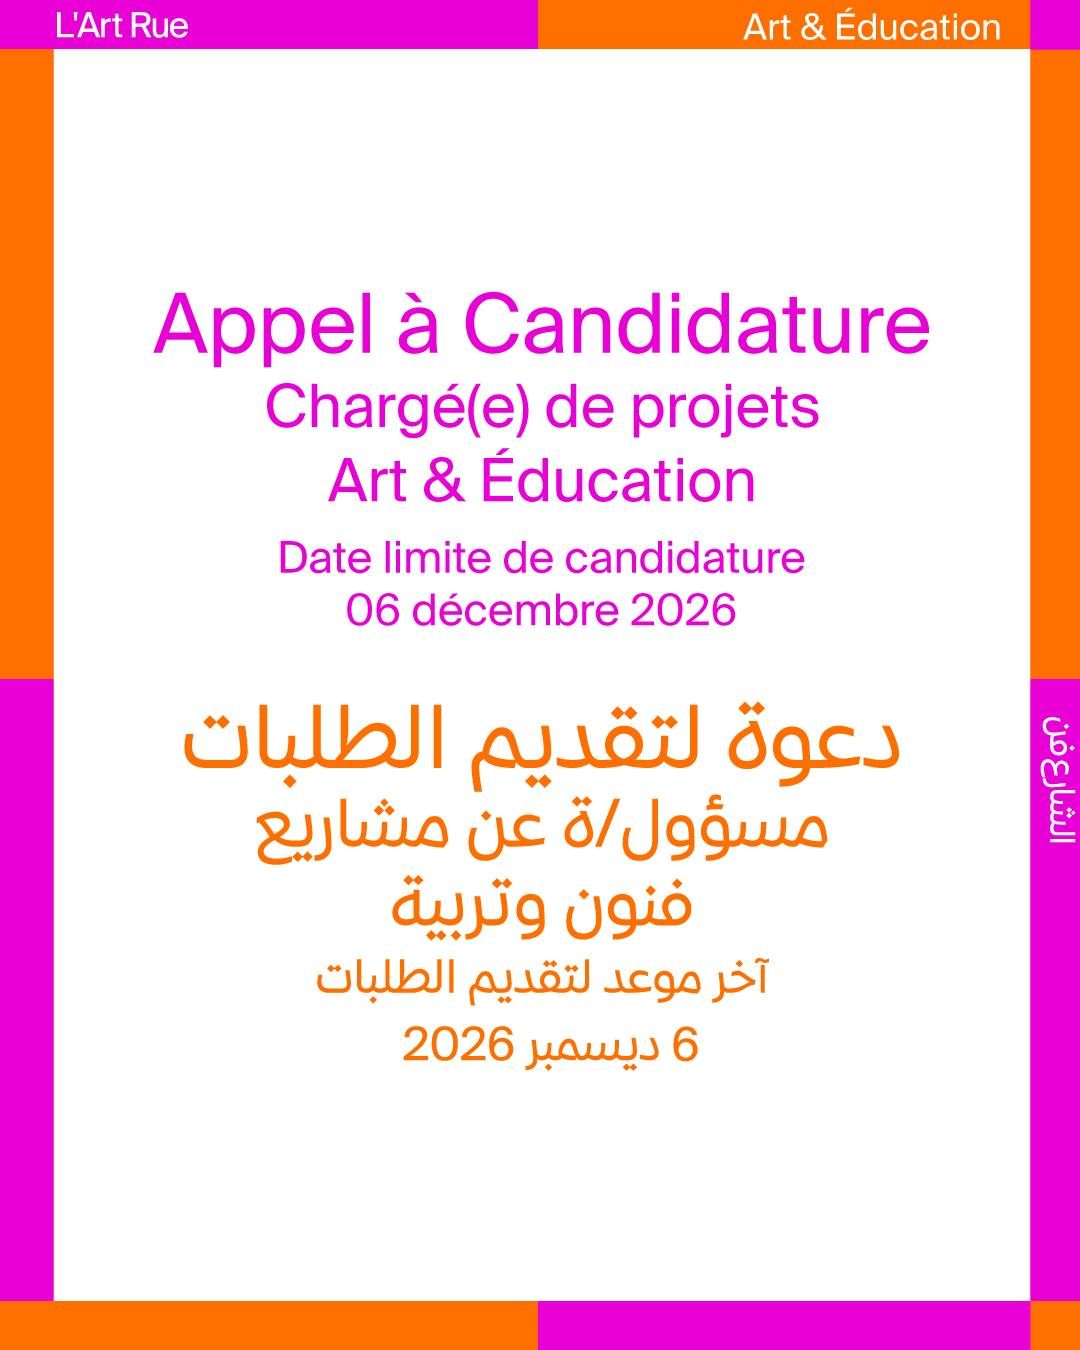 L'Art Rue
Art & Éducation
Appel à Candidature
Chargé(e) de projets
Art & Éducation
Date limite de candidature
06 décembre 2026
دعوة لتقديم الطلبات
مسؤول/ة عن مشاريع
فنون وتربية
آخر موعد لتقديم الطلبات
6 ديسمبر 2026
الشارع فن